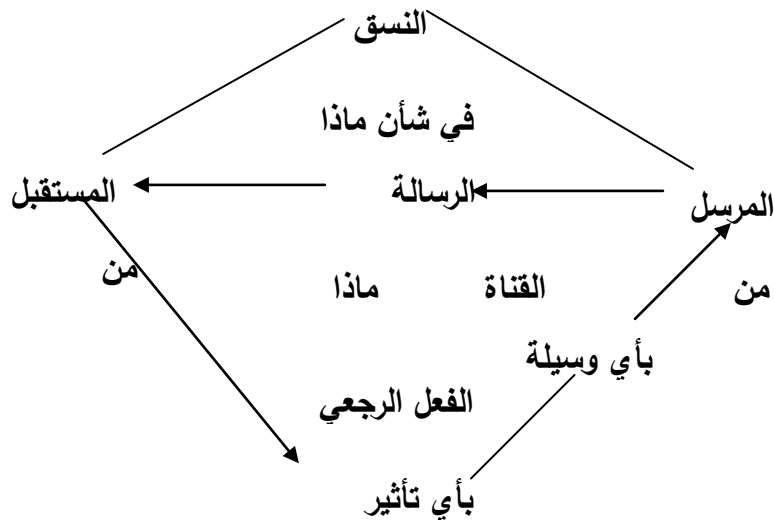 النسق
في شأن ماذا
المرسل الرسالة المستقبل
من القناة ماذا من
بأي وسيلة
الفعل الرجعي
بأي تأثير